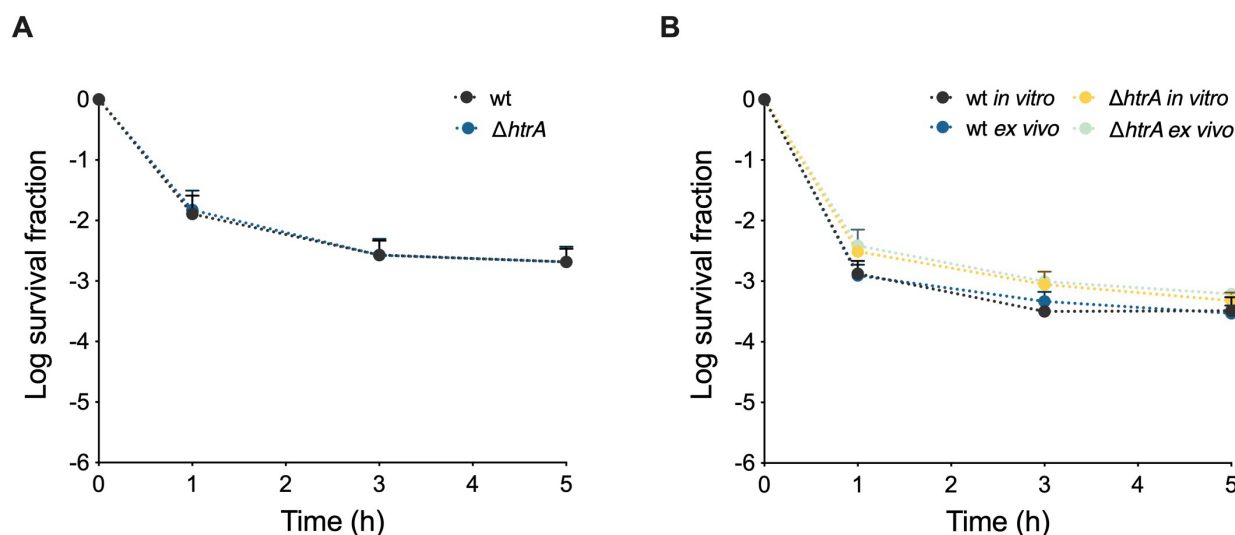 A
B
wt
ΔhtrA
Log survival fraction
0
-1
-2
-3
-4
-5
-6
0 1 2 3 4 5
Time (h)
wt in vitro ΔhtrA in vitro
wt ex vivo ΔhtrA ex vivo
Log survival fraction
0
-1
-2
-3
-4
-5
-6
0 1 2 3 4 5
Time (h)